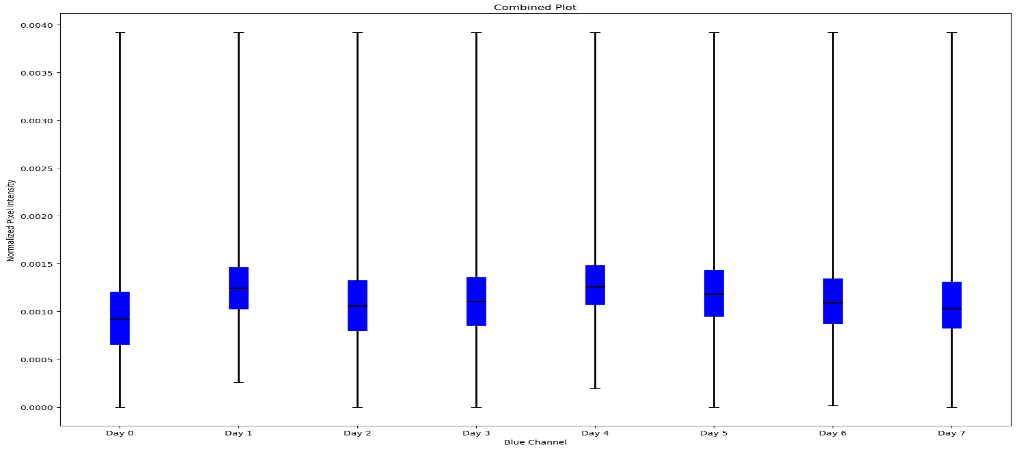 Combined Plot
0.0040
0.0035
0.0030
0.0025
0.0020
0.0015
0.0010
0.0005
0.0000
Normalized Pixel Intensity
Day 0 Day 1 Day 2 Day 3 Day 4 Day 5 Day 6 Day 7
Blue Channel